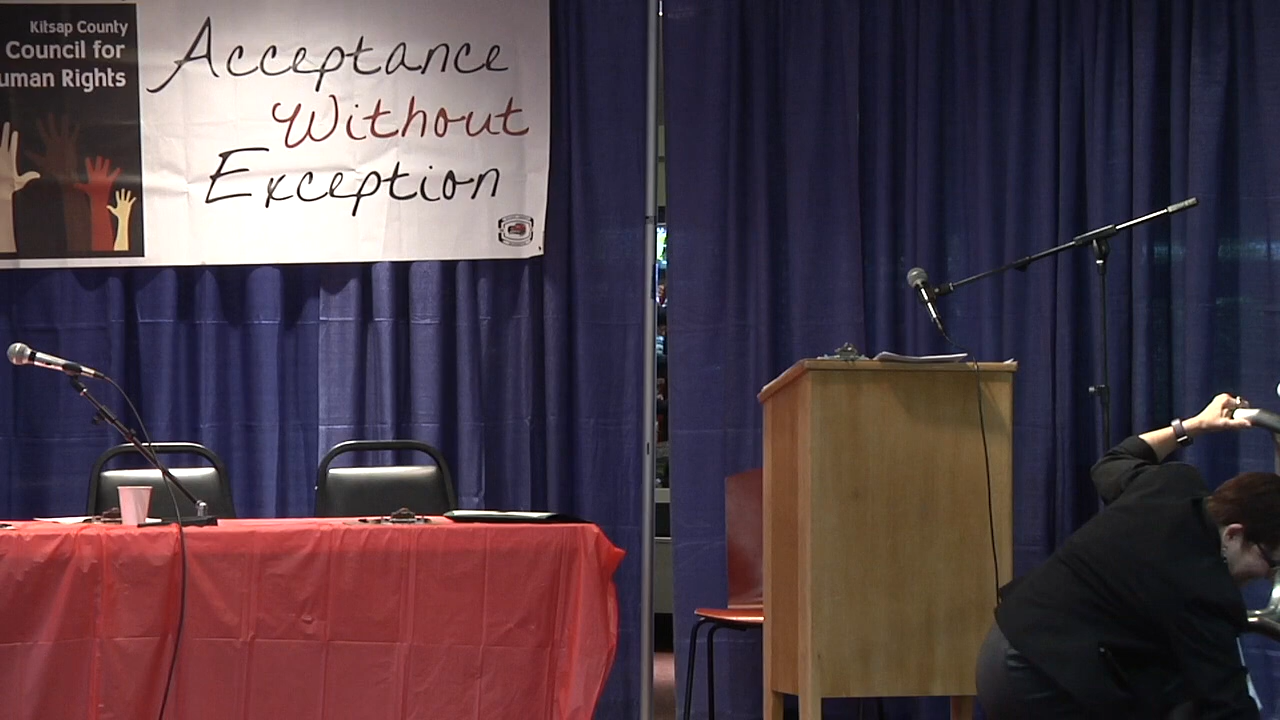 Kitsap County
Council for
uman Rights
Acceptance
Without
Exception